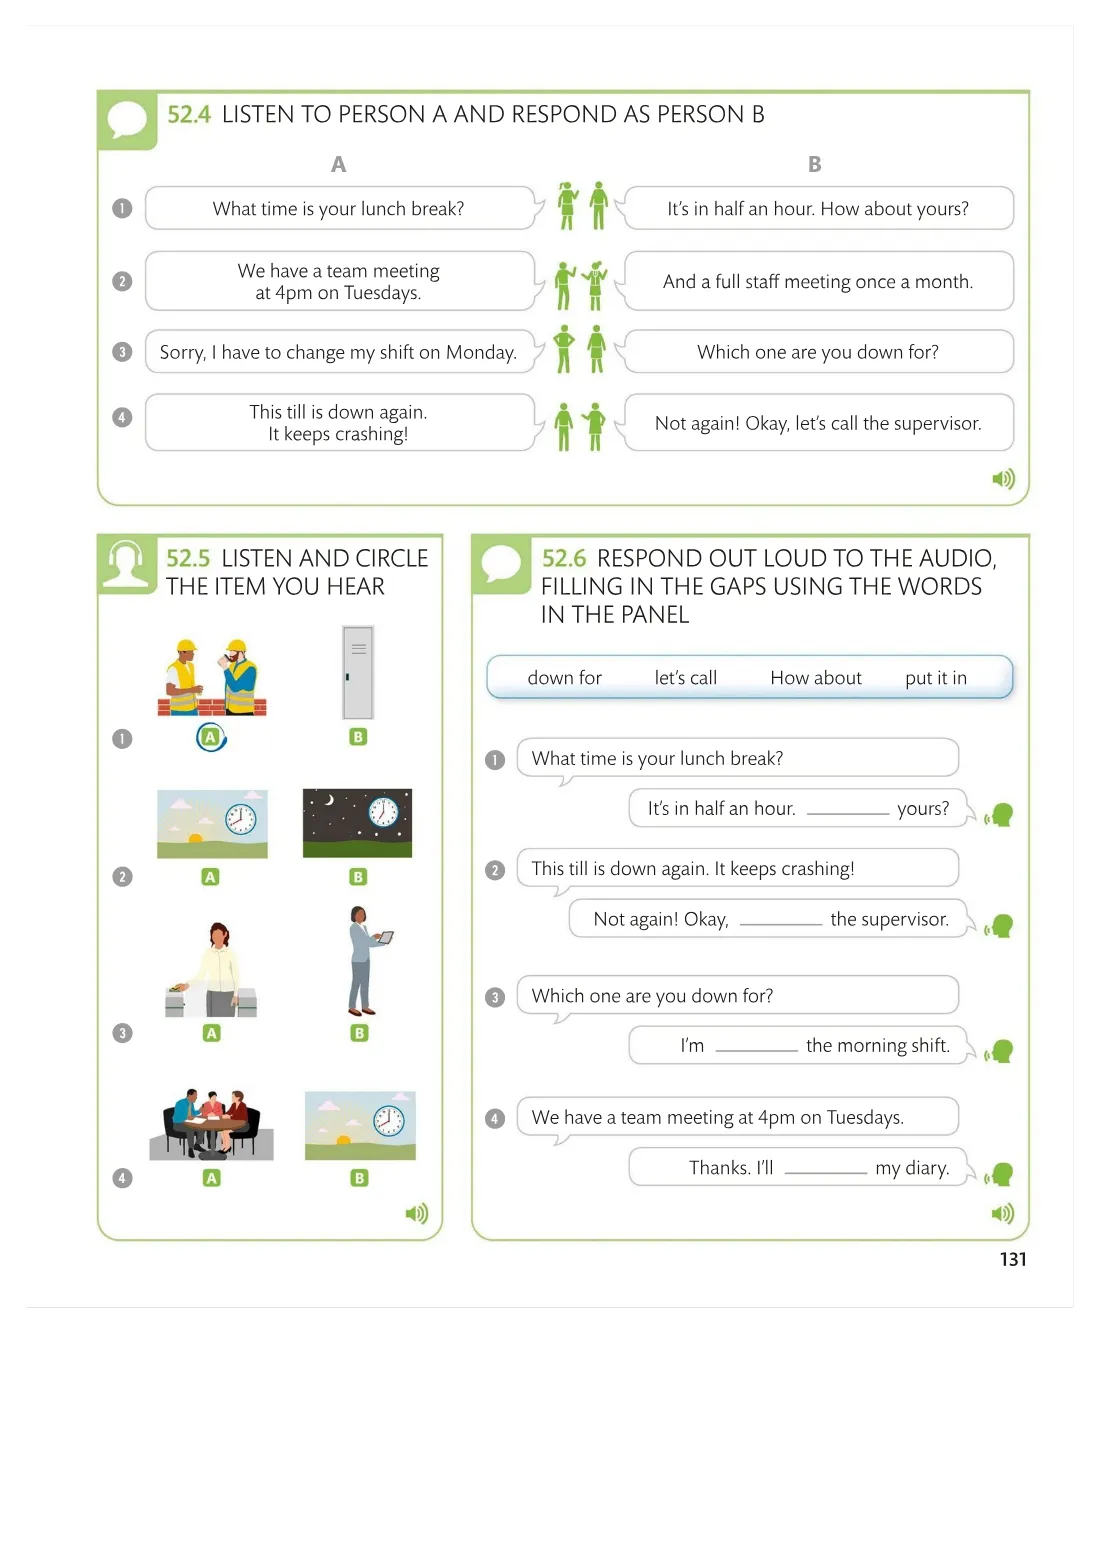 52.4 LISTEN TO PERSON A AND RESPOND AS PERSON B
A
B
1
What time is your lunch break?
It's in half an hour. How about yours?
2
We have a team meeting
at 4pm on Tuesdays.
And a full staff meeting once a month.
3
Sorry, I have to change my shift on Monday.
Which one are you down for?
4
This till is down again.
It keeps crashing!
Not again! Okay, let's call the supervisor.
52.5 LISTEN AND CIRCLE
THE ITEM YOU HEAR
1
A
B
2
A
B
3
A
B
4
A
B
52.6 RESPOND OUT LOUD TO THE AUDIO,
FILLING IN THE GAPS USING THE WORDS
IN THE PANEL
down for let's call How about put it in
1
What time is your lunch break?
It's in half an hour. ________ yours?
2
This till is down again. It keeps crashing!
Not again! Okay, ________ the supervisor.
3
Which one are you down for?
I'm ________ the morning shift.
4
We have a team meeting at 4pm on Tuesdays.
Thanks. I'll ________ my diary.
131